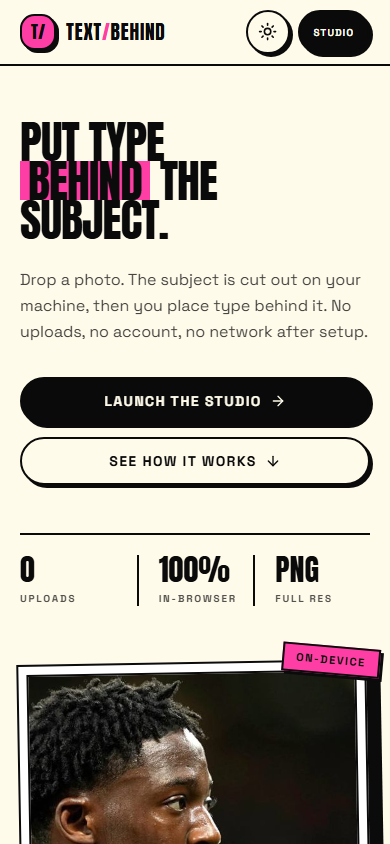 T/ TEXT/BEHIND
STUDIO
PUT TYPE
BEHIND THE
SUBJECT.
Drop a photo. The subject is cut out on your
machine, then you place type behind it. No
uploads, no account, no network after setup.
LAUNCH THE STUDIO →
SEE HOW IT WORKS ↓
0
UPLOADS
100%
IN-BROWSER
PNG
FULL RES
ON-DEVICE